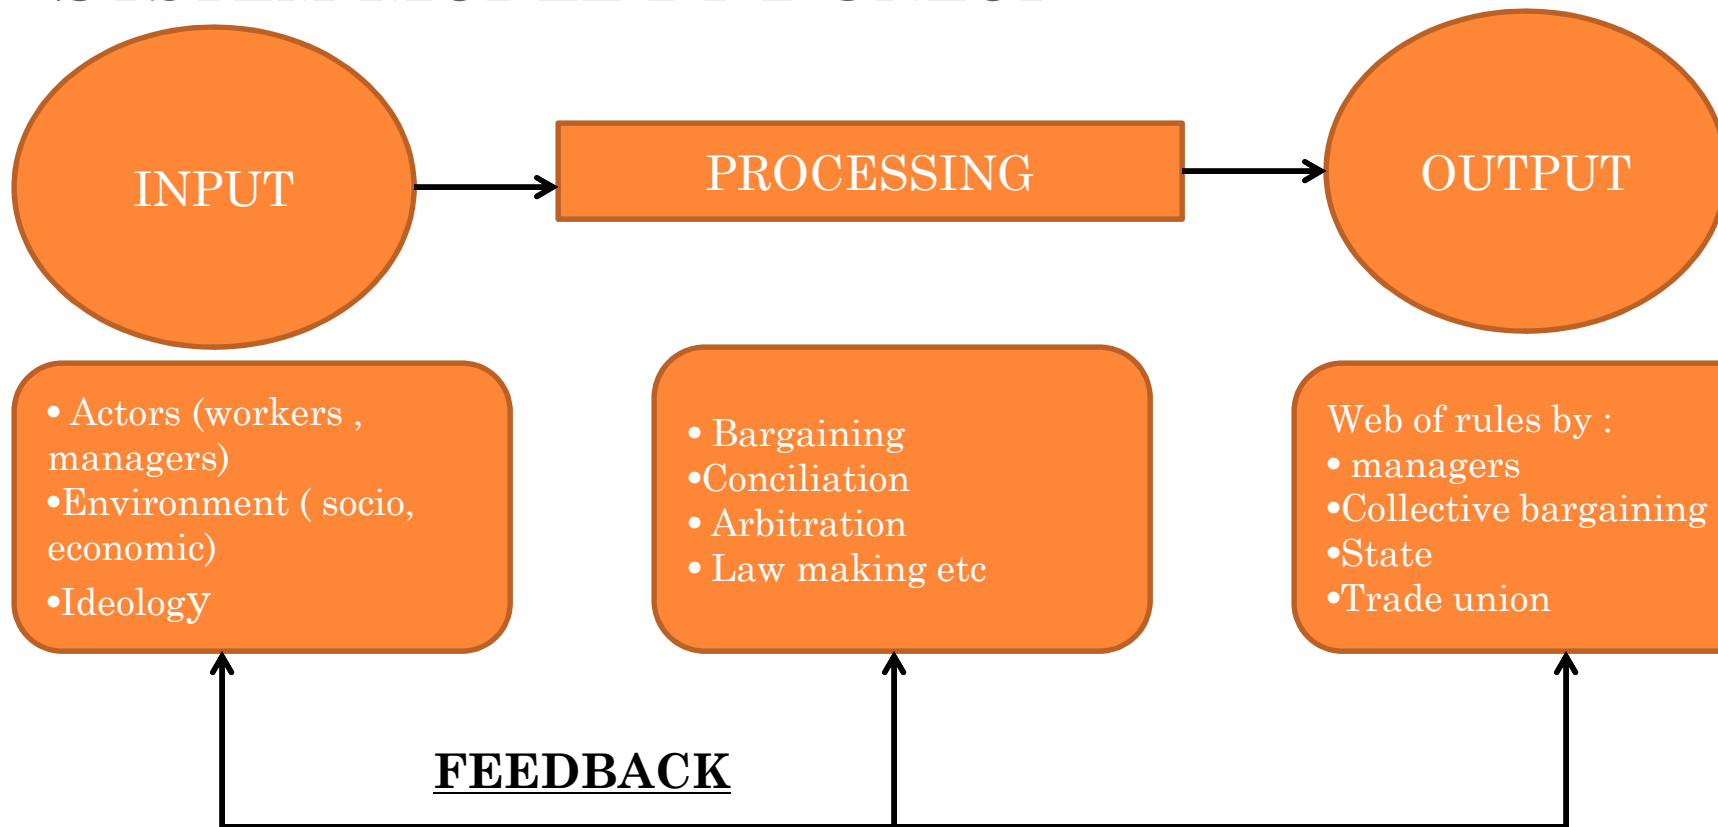 INPUT
PROCESSING
OUTPUT
• Actors (workers ,
managers)
•Environment ( socio,
economic)
•Ideology
• Bargaining
•Conciliation
• Arbitration
• Law making etc
Web of rules by :
• managers
•Collective bargaining
•State
•Trade union
FEEDBACK